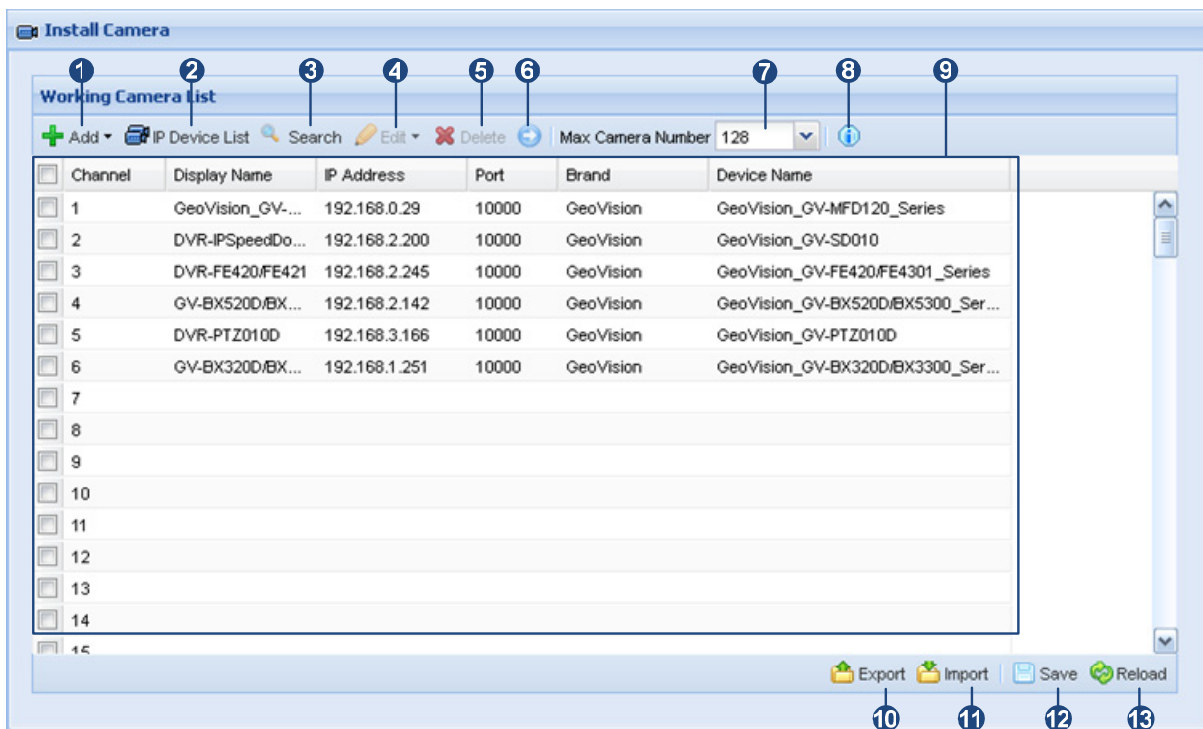 Install Camera
1 2 3 4 5 6 7 8 9
Working Camera List
Add IP Device List Search Edit Delete Max Camera Number 128
Channel Display Name IP Address Port Brand Device Name
1 GeoVision_GV-... 192.168.0.29 10000 GeoVision GeoVision_GV-MFD120_Series
2 DVR-IPSpeedDo... 192.168.2.200 10000 GeoVision GeoVision_GV-SD010
3 DVR-FE420/FE421 192.168.2.245 10000 GeoVision GeoVision_GV-FE420/FE4301_Series
4 GV-BX520D/BX... 192.168.2.142 10000 GeoVision GeoVision_GV-BX520D/BX5300_Ser...
5 DVR-PTZ010D 192.168.3.166 10000 GeoVision GeoVision_GV-PTZ010D
6 GV-BX320D/BX... 192.168.1.251 10000 GeoVision GeoVision_GV-BX320D/BX3300_Ser...
7
8
9
10
11
12
13
14
15
Export Import Save Reload
10 11 12 13